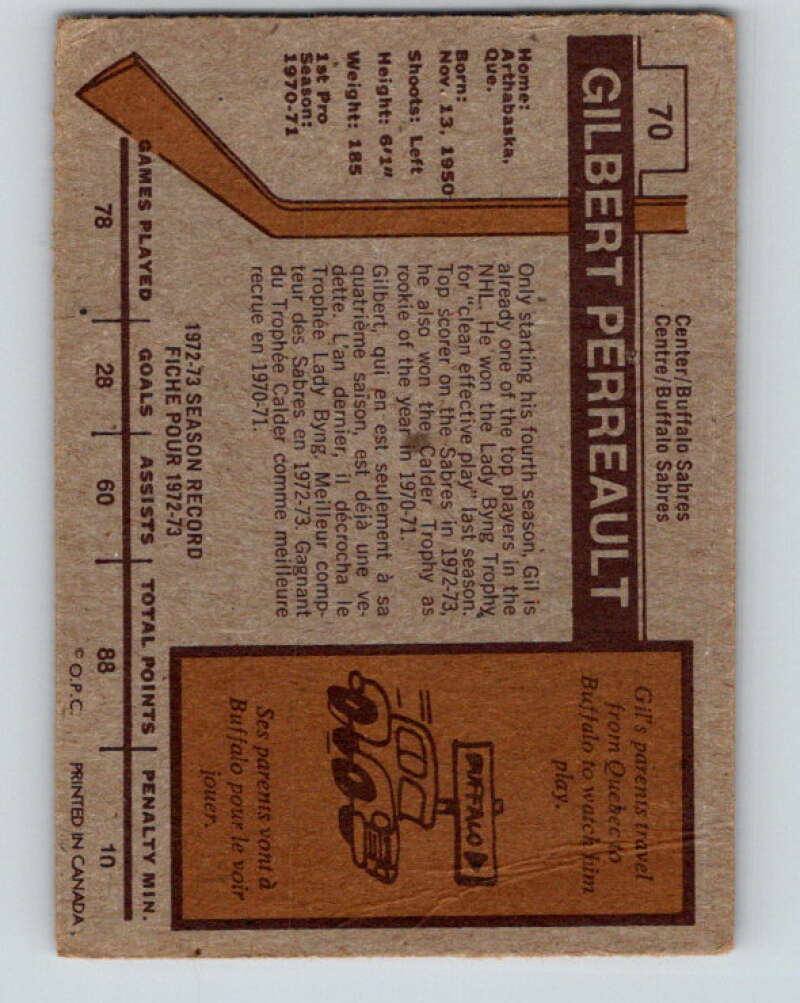 70
Center/Buffalo Sabres
Centre/Buffalo Sabres
GILBERT PERREAULT
Home:
Arthabaska,
Que.
Born:
Nov. 13, 1950
Shoots: Left
Height: 6'1"
Weight: 185
1st Pro
Season:
1970-71
Only starting his fourth season, Gil is
already one of the top players in the
NHL. He won the Lady Byng Trophy
for "clean effective play" last season.
Top scorer on the Sabres in 1972-73,
he also won the Calder Trophy as
rookie of the year in 1970-71.
Gilbert, qui en est seulement à sa
quatrième saison, est déjà une ve-
dette. L'an dernier, il décrocha le
Trophée Lady Byng. Meilleur comp-
teur des Sabres en 1972-73. Gagnant
du Trophée Calder comme meilleure
recrue en 1970-71.
Gil's parents travel
from Quebec to
Buffalo to watch him
play.
BUFFALO
Ses parents vont à
Buffalo pour le voir
jouer.
1972-73 SEASON RECORD
FICHE POUR 1972-73
GAMES PLAYED GOALS ASSISTS TOTAL POINTS PENALTY MIN.
78 28 60 88 10
© O.P.C. PRINTED IN CANADA